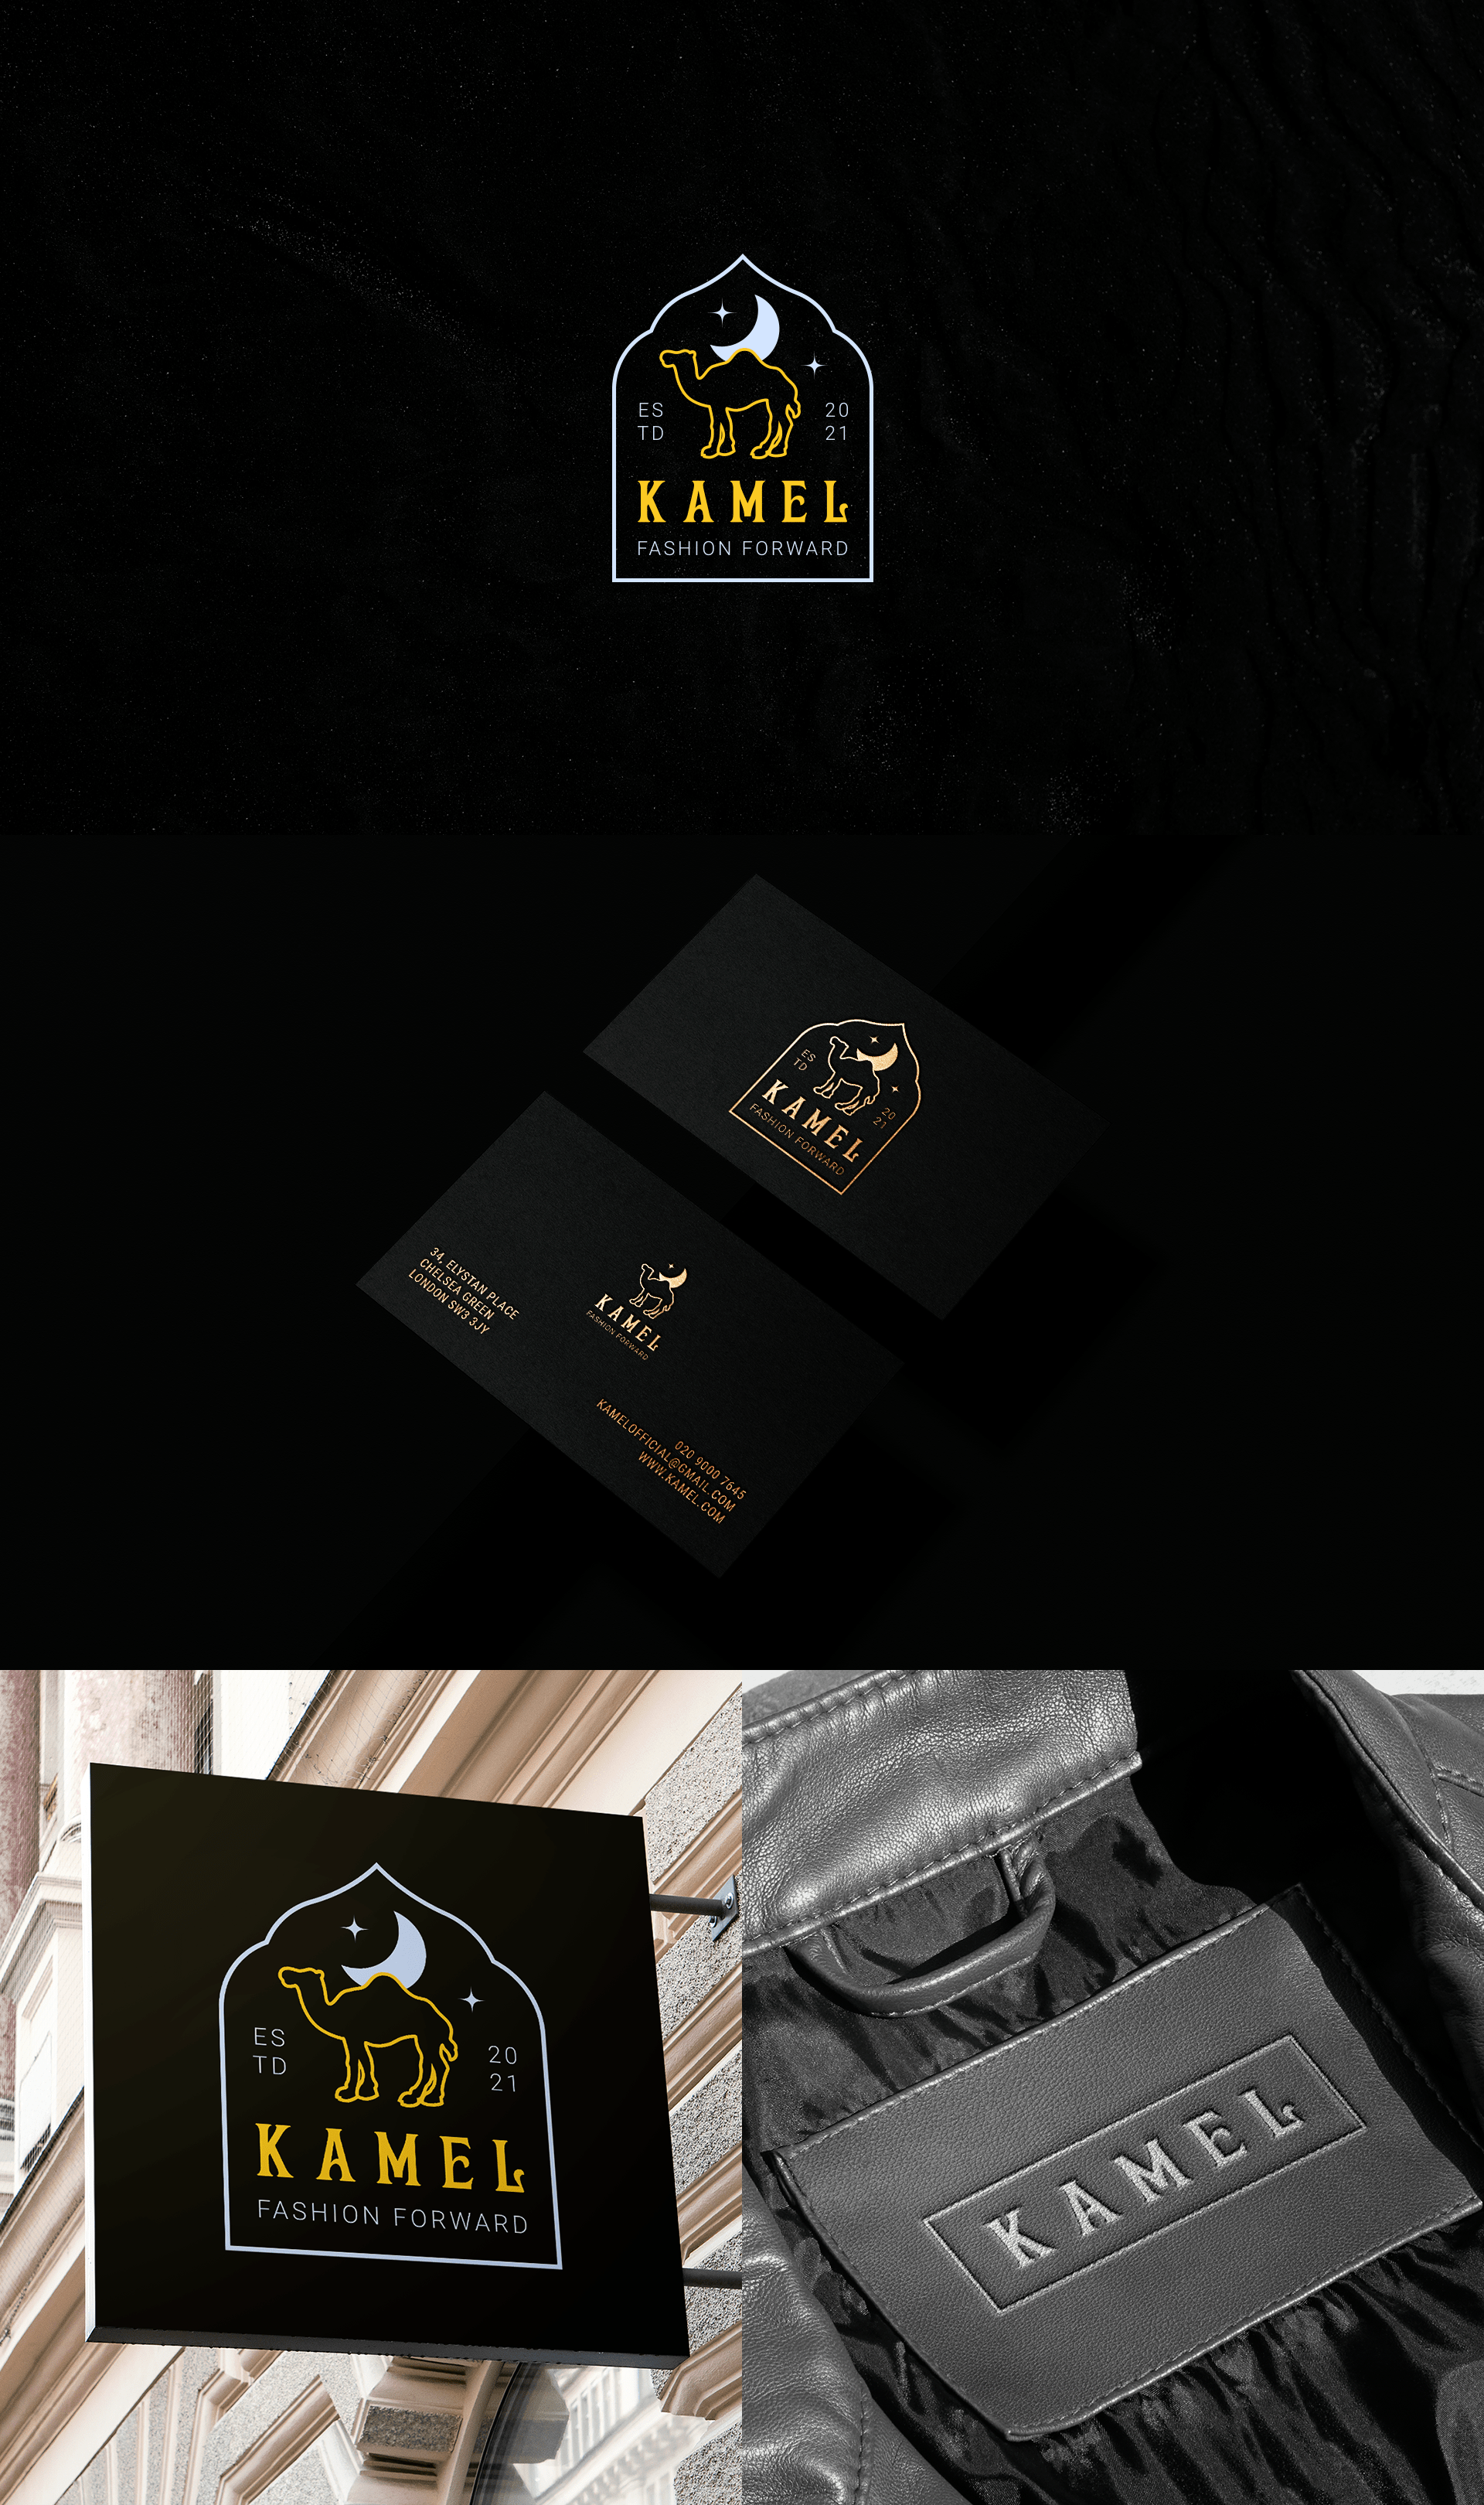 ES
TD
20
21
KAMEL
FASHION FORWARD
ES
TD
20
21
KAMEL
FASHION FORWARD
34, ELYSTAN PLACE
CHELSEA GREEN
LONDON SW3 3JY
KAMEL
FASHION FORWARD
020 9000 7645
KAMELOFFICIAL@GMAIL.COM
WWW.KAMEL.COM
ES
TD
20
21
KAMEL
FASHION FORWARD
KAMEL